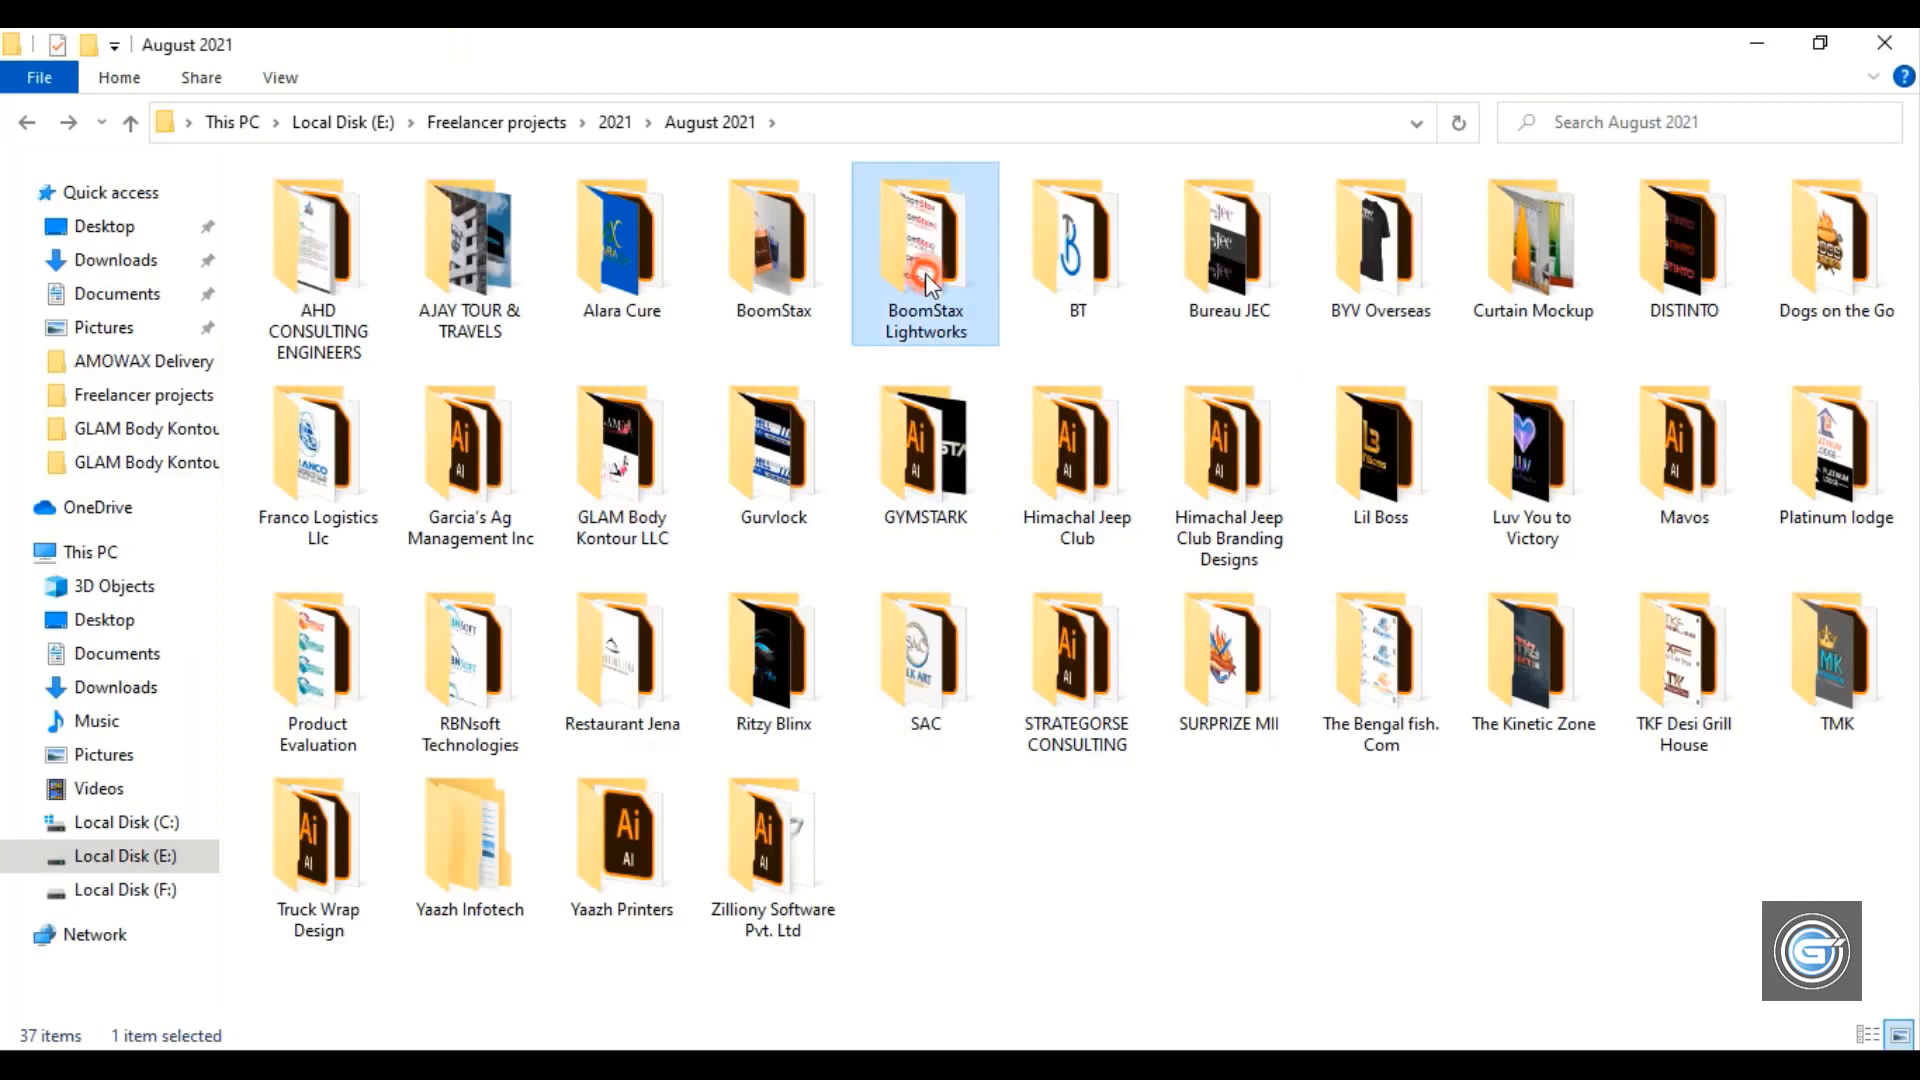 August 2021
File Home Share View
This PC Local Disk (E:) Freelancer projects 2021 August 2021
Search August 2021
Quick access
Desktop
Downloads
Documents
Pictures
AMOWAX Delivery
Freelancer projects
GLAM Body Kontou
GLAM Body Kontou
OneDrive
This PC
3D Objects
Desktop
Documents
Downloads
Music
Pictures
Videos
Local Disk (C:)
Local Disk (E:)
Local Disk (F:)
Network
AHD
CONSULTING
ENGINEERS
AJAY TOUR &
TRAVELS
Alara Cure
BoomStax
BoomStax
Lightworks
BT
Bureau JEC
BYV Overseas
Curtain Mockup
DISTINTO
Dogs on the Go
Franco Logistics
Llc
Garcia's Ag
Management Inc
GLAM Body
Kontour LLC
Gurvlock
GYMSTARK
Himachal Jeep
Club
Himachal Jeep
Club Branding
Designs
Lil Boss
Luv You to
Victory
Mavos
Platinum lodge
Product
Evaluation
RBNsoft
Technologies
Restaurant Jena
Ritzy Blinx
SAC
STRATEGORSE
CONSULTING
SURPRIZE MII
The Bengal fish.
Com
The Kinetic Zone
TKF Desi Grill
House
TMK
Truck Wrap
Design
Yaazh Infotech
Yaazh Printers
Zilliony Software
Pvt. Ltd
37 items 1 item selected